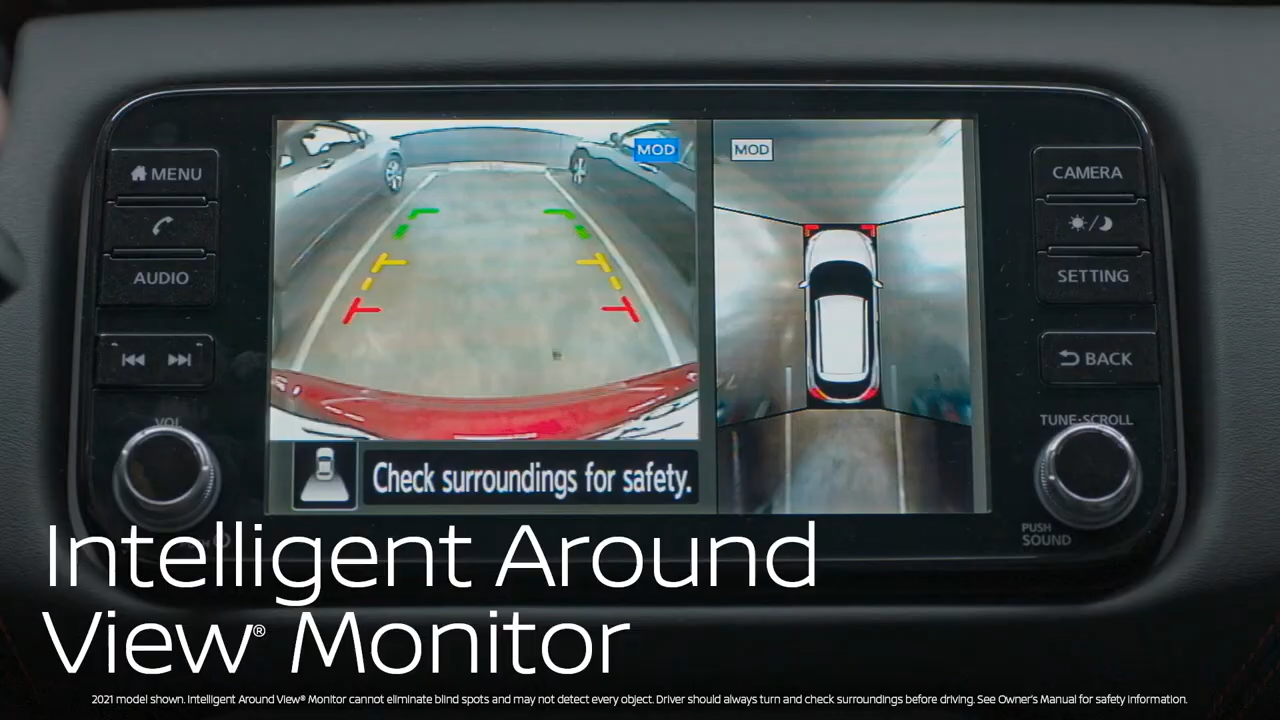 MOD
MOD
MENU
CAMERA
AUDIO
SETTING
BACK
VOL
TUNE·SCROLL
Check surroundings for safety.
PUSH
SOUND
Intelligent Around
View® Monitor
2021 model shown. Intelligent Around View® Monitor cannot eliminate blind spots and may not detect every object. Driver should always turn and check surroundings before driving. See Owner's Manual for safety information.